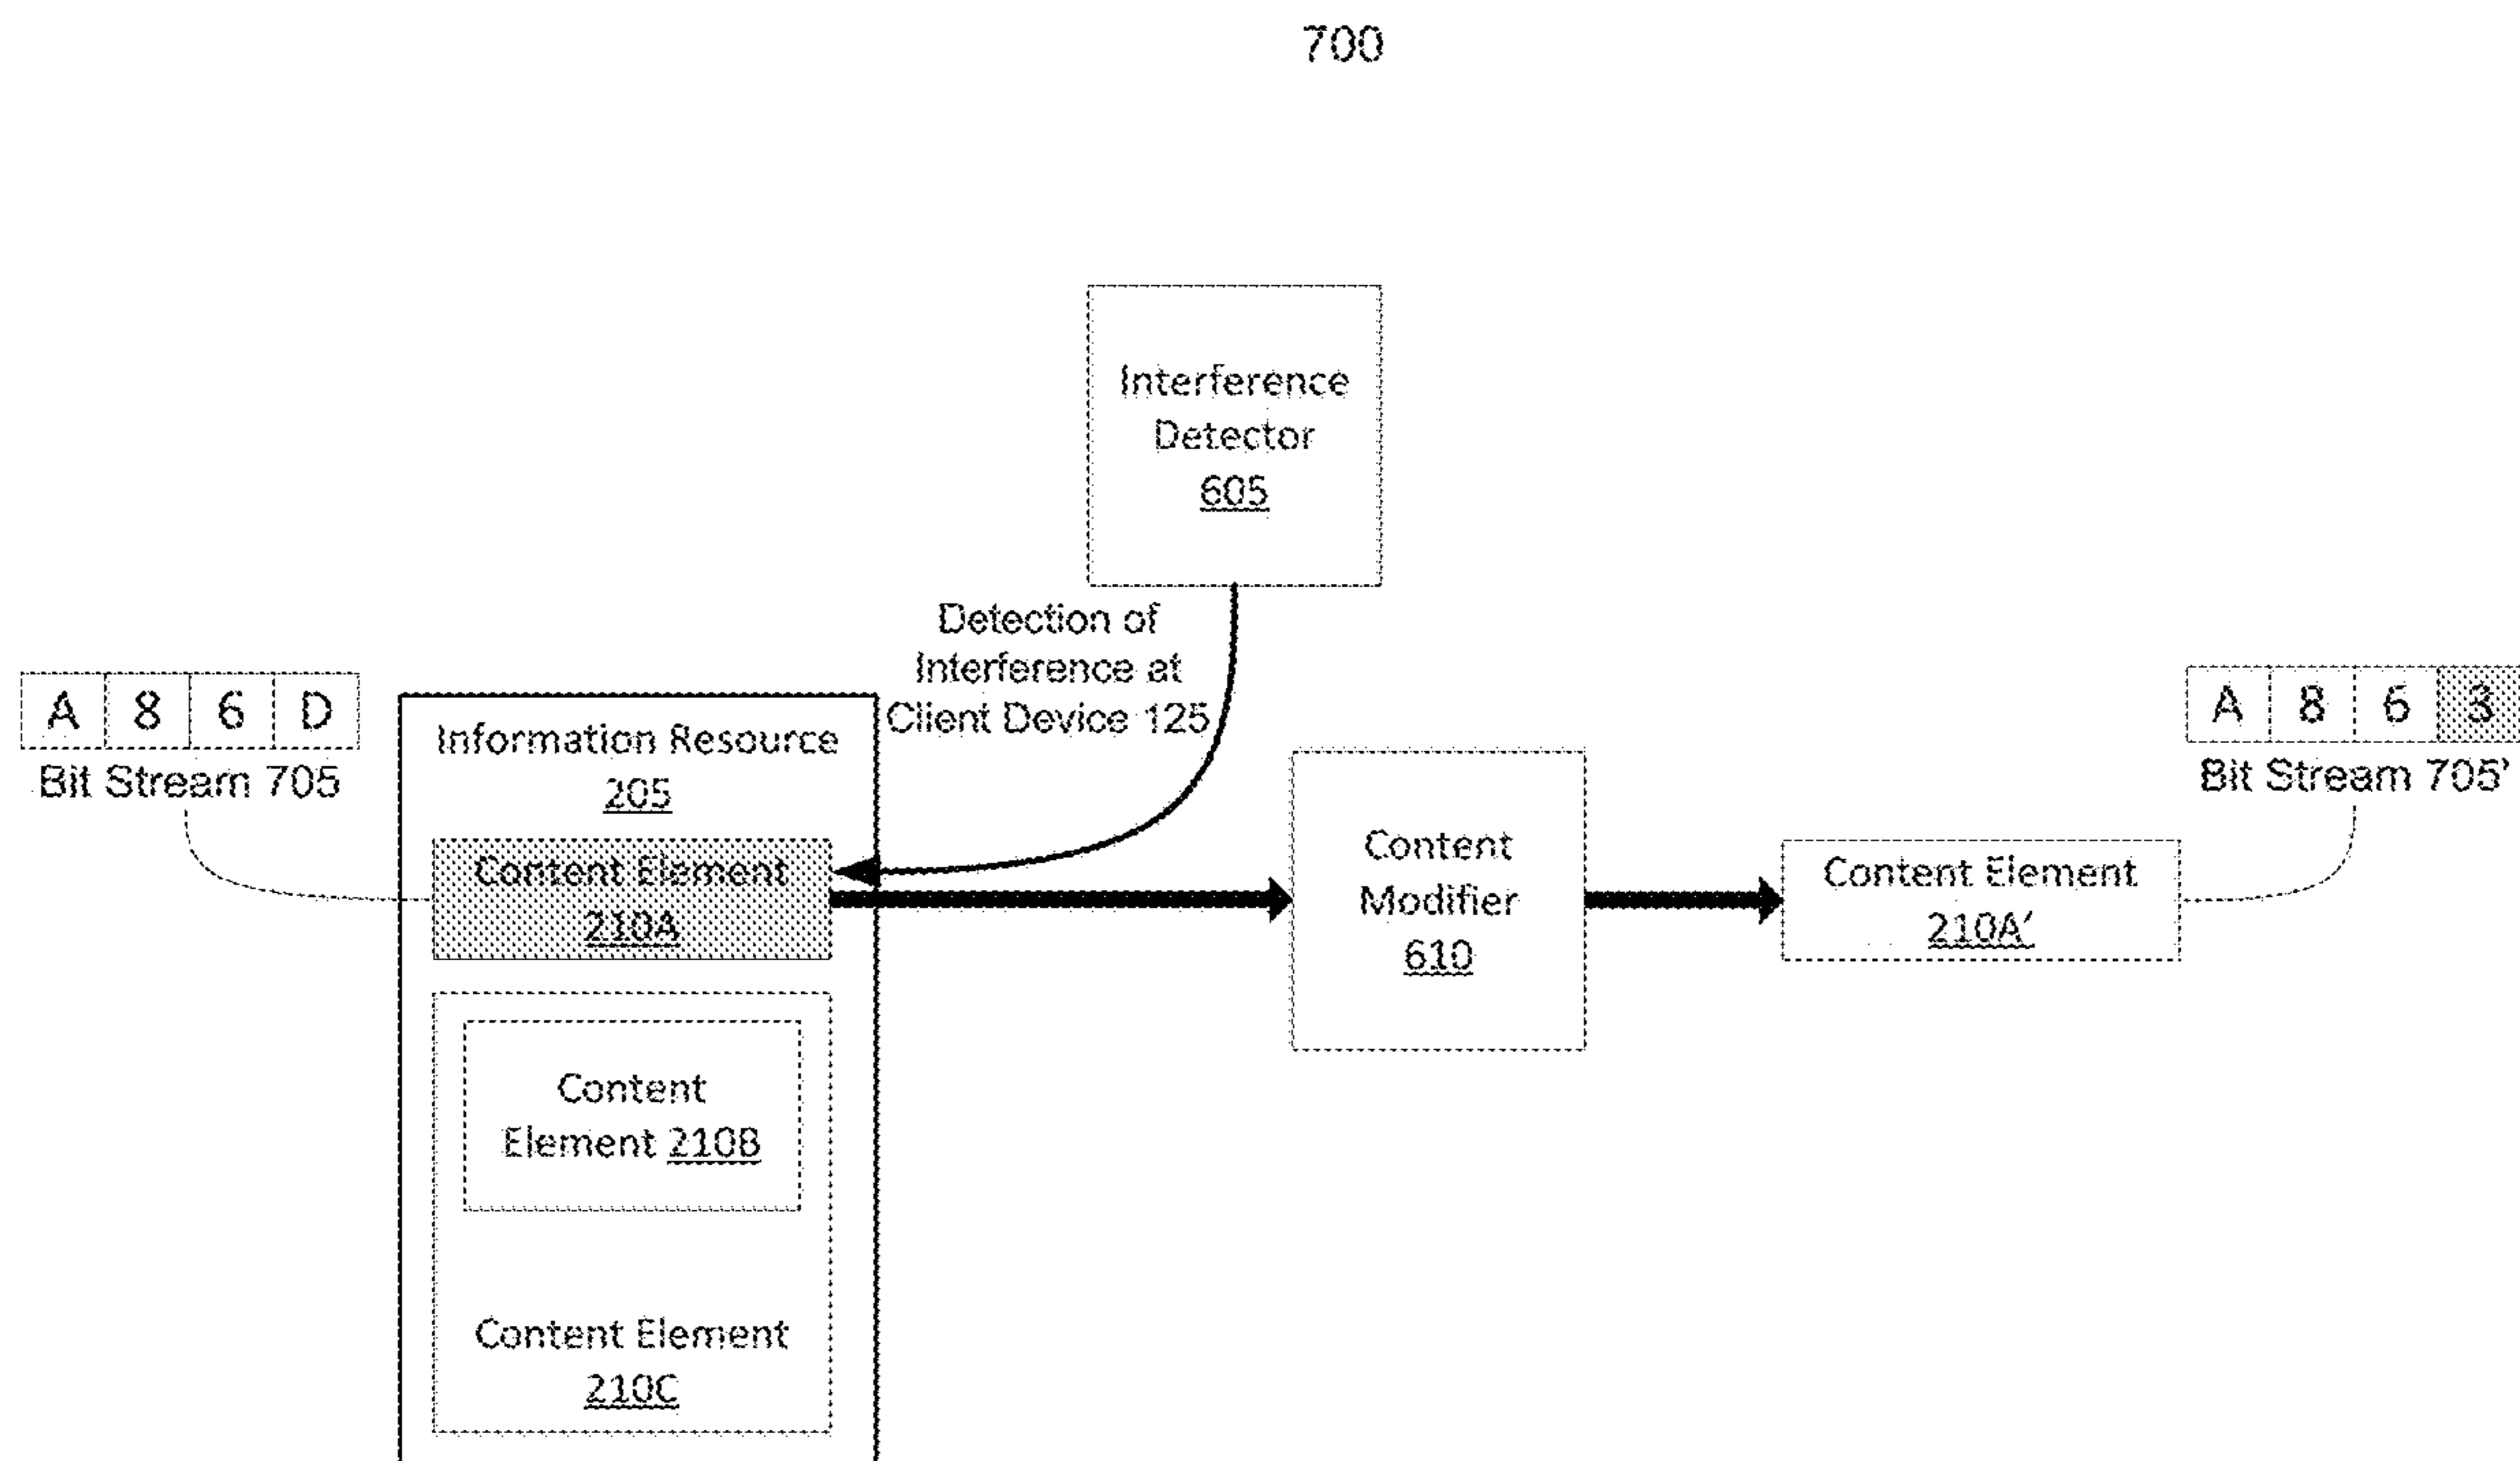 700
Interference
Detector
605
Detection of
Interference at
Client Device 125
A 8 6 D
Bit Stream 705
Information Resource
205
Content Element
210A
Content
Element 210B
Content Element
210C
Content
Modifier
610
Content Element
210A'
A 8 6 3
Bit Stream 705'